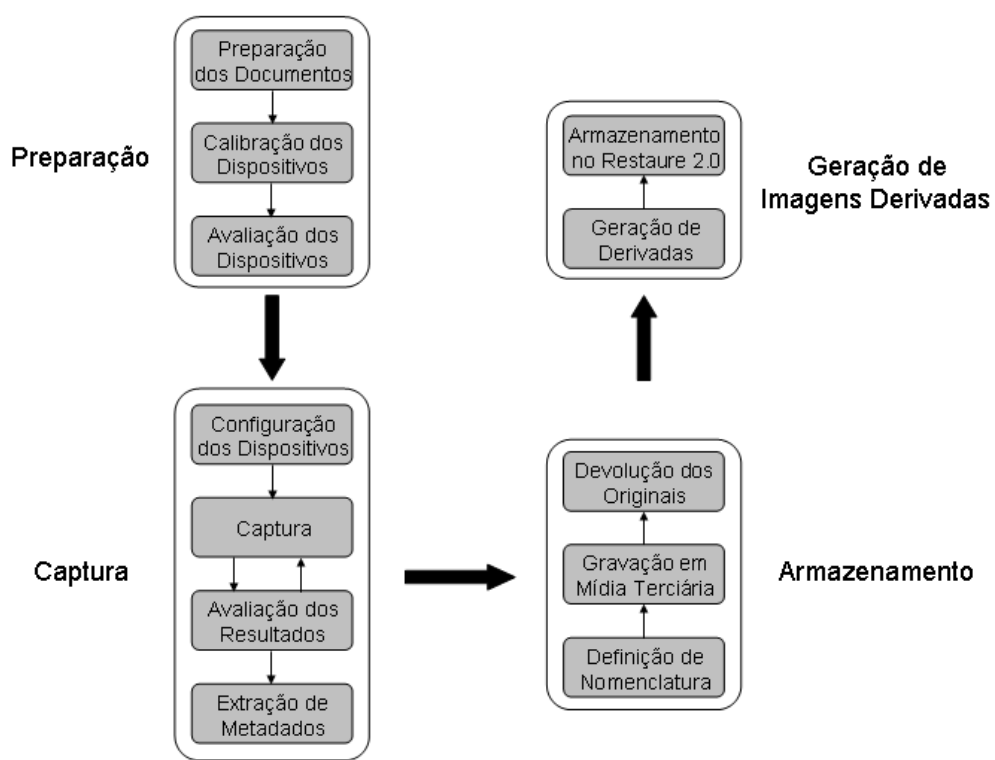 Preparação
Preparação
dos Documentos
Calibração dos
Dispositivos
Avaliação dos
Dispositivos
Captura
Configuração
dos Dispositivos
Captura
Avaliação dos
Resultados
Extração de
Metadados
Armazenamento
Devolução dos
Originais
Gravação em
Mídia Terciária
Definição de
Nomenclatura
Geração de
Imagens Derivadas
Armazenamento
no Restaure 2.0
Geração de
Derivadas